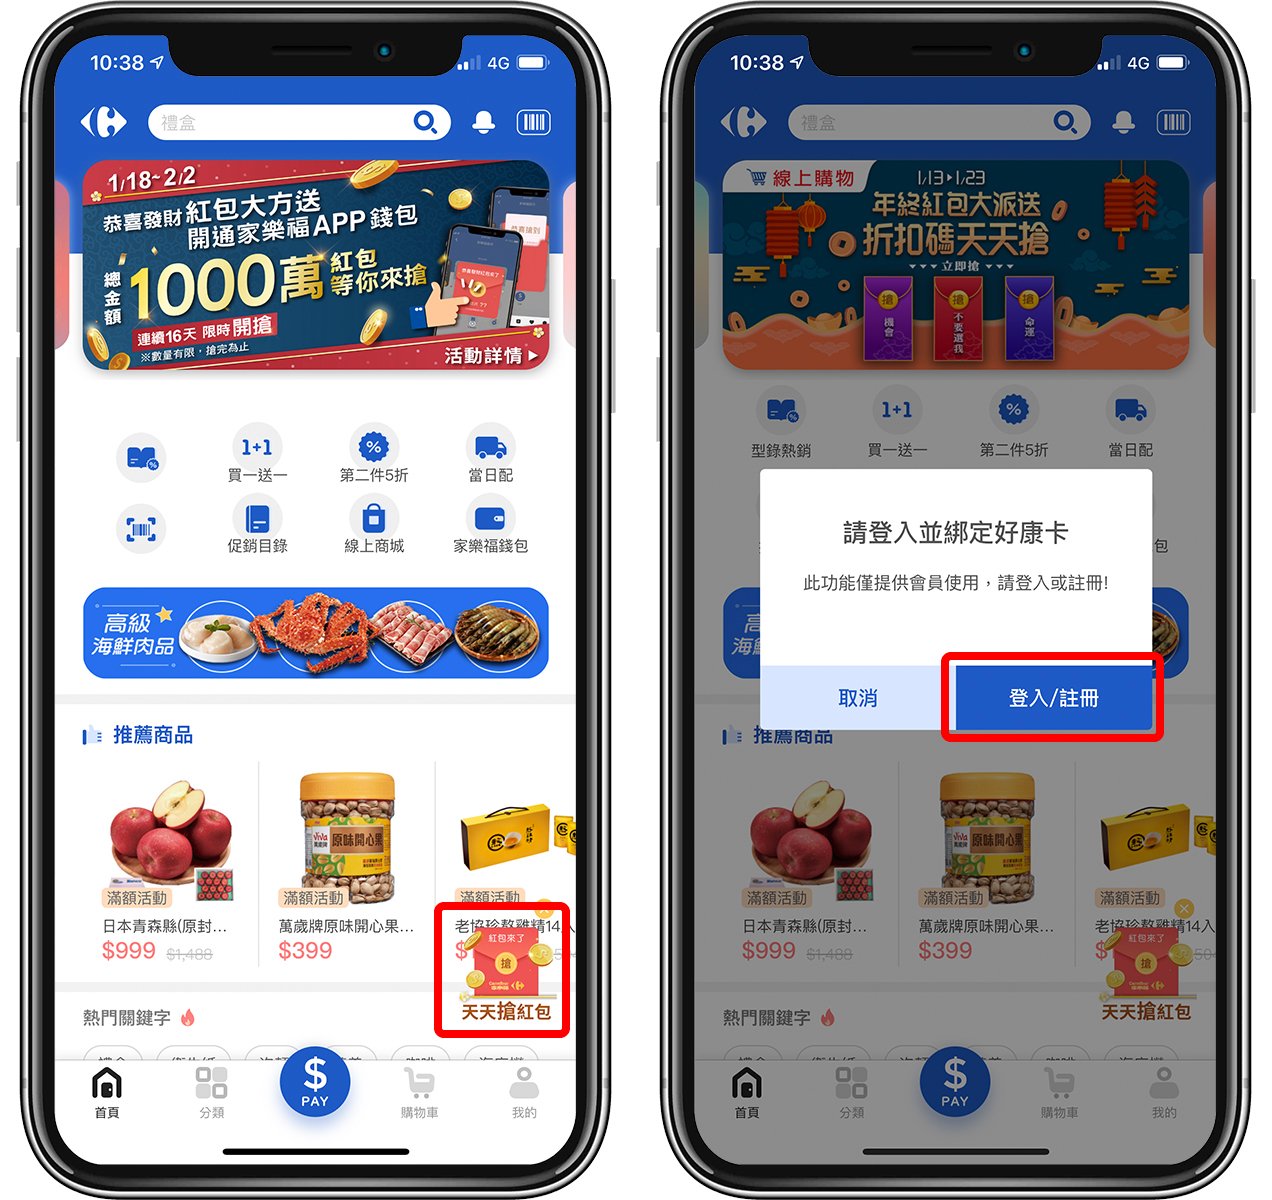 10:38
4G
禮盒
1/18~2/2
恭喜發財 紅包大方送
開通家樂福APP錢包
總金額 1000萬 紅包 等你來搶
連續16天 限時開搶
※數量有限，搶完為止
活動詳情
1+1
買一送一
第二件5折
當日配
促銷目錄
線上商城
家樂福錢包
高級
海鮮肉品
推薦商品
原味開心果
滿額活動
滿額活動
滿額活動
日本青森縣(原封...
萬歲牌原味開心果...
老協珍熬雞精14入
$999 $1,488
$399
紅包來了
搶
天天搶紅包
熱門關鍵字
$
PAY
首頁
分類
購物車
我的
10:38
4G
禮盒
線上購物
1/13▸1/23
年終紅包大派送
折扣碼天天搶
立即搶
搶
機會
搶
不要選我
搶
命運
1+1
型錄熱銷
買一送一
第二件5折
當日配
請登入並綁定好康卡
此功能僅提供會員使用，請登入或註冊!
取消
登入/註冊
推薦商品
原味開心果
滿額活動
滿額活動
滿額活動
日本青森縣(原封...
萬歲牌原味開心果...
老協珍熬雞精14入
$999 $1,488
$399
紅包來了
搶
天天搶紅包
熱門關鍵字
$
PAY
首頁
分類
購物車
我的